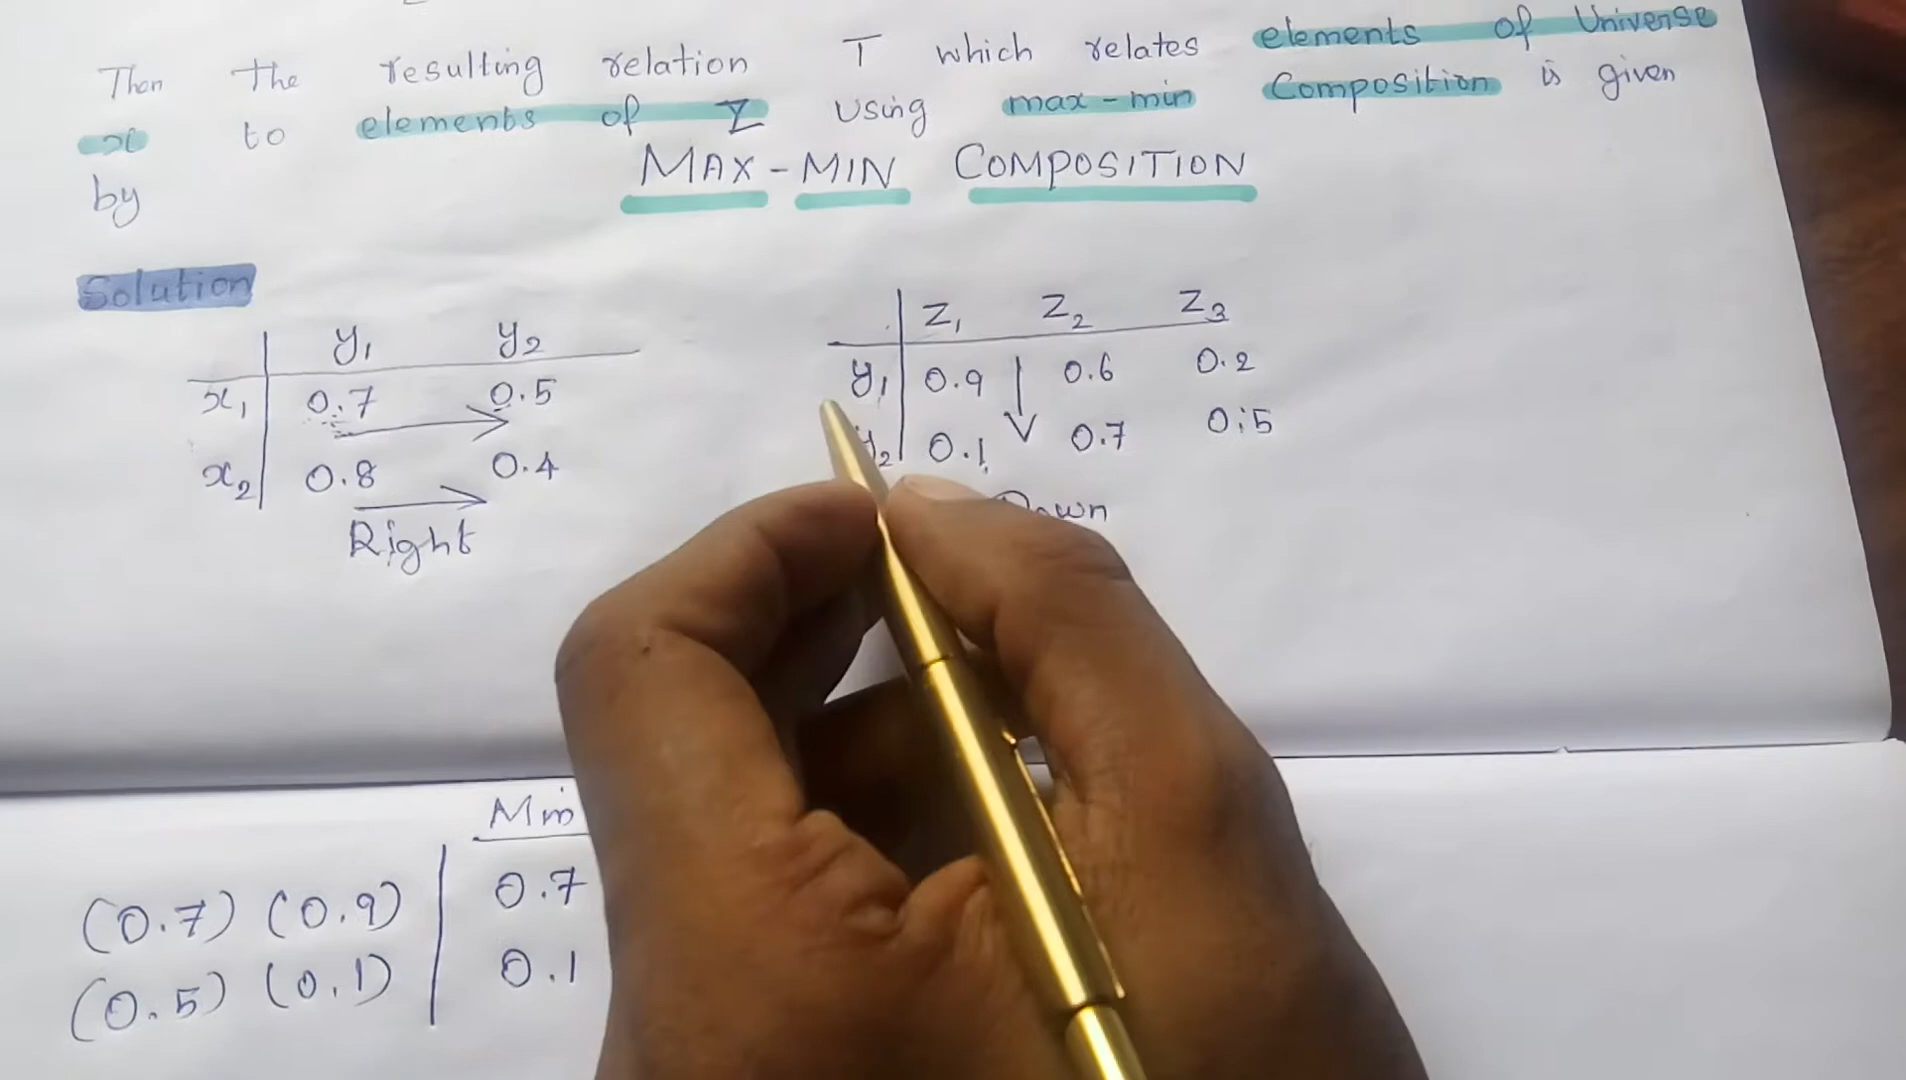 Then the resulting relation T which relates elements of Universe
x to elements of Z using max-min Composition is given
by
MAX-MIN COMPOSITION
Solution
y1 y2
x1 0.7 0.5
x2 0.8 0.4
Right
z1 z2 z3
y1 0.9 0.6 0.2
y2 0.1 0.7 0.5
Down
Min
(0.7) (0.9) 0.7
(0.5) (0.1) 0.1